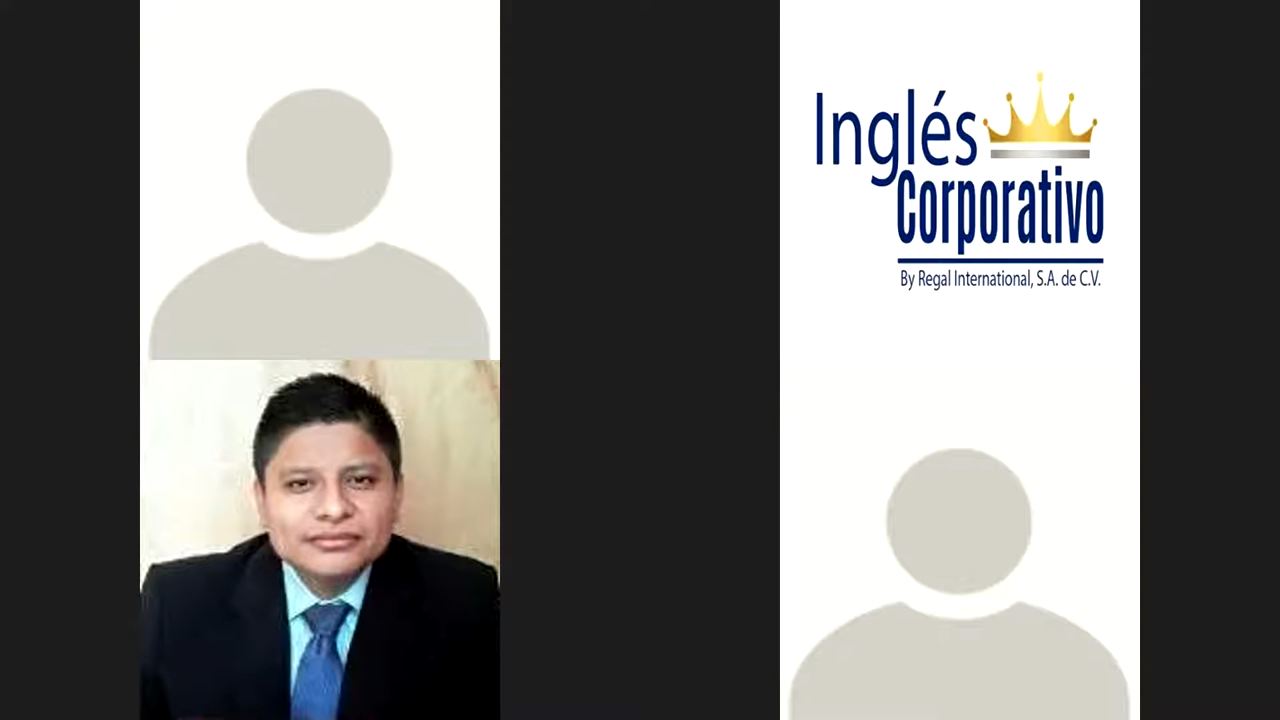 Inglés
Corporativo
By Regal International, S.A. de C.V.